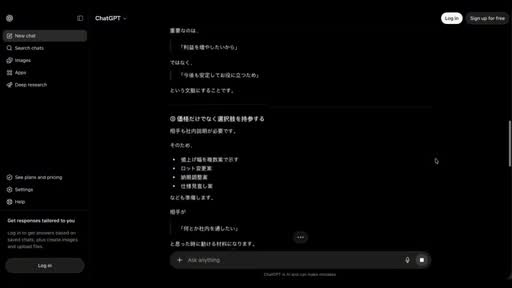 ChatGPT
Log in
Sign up for free
New chat
Search chats
Images
Apps
Deep research
See plans and pricing
Settings
Help
Get responses tailored to you
Log in to get answers based on saved chats, plus create images and upload files.
Log in
重要なのは、
「利益を増やしたいから」
ではなく、
「今後も安定してお役に立つため」
という文脈にすることです。
③ 価格だけでなく選択肢を持参する
相手も社内説明が必要です。
そのため、
• 値上げ幅を複数案で示す
• ロット変更案
• 納期調整案
• 仕様見直し案
なども準備します。
相手が
「何とか社内を通したい」
と思った時に動ける材料になります。
Ask anything
ChatGPT is AI and can make mistakes.